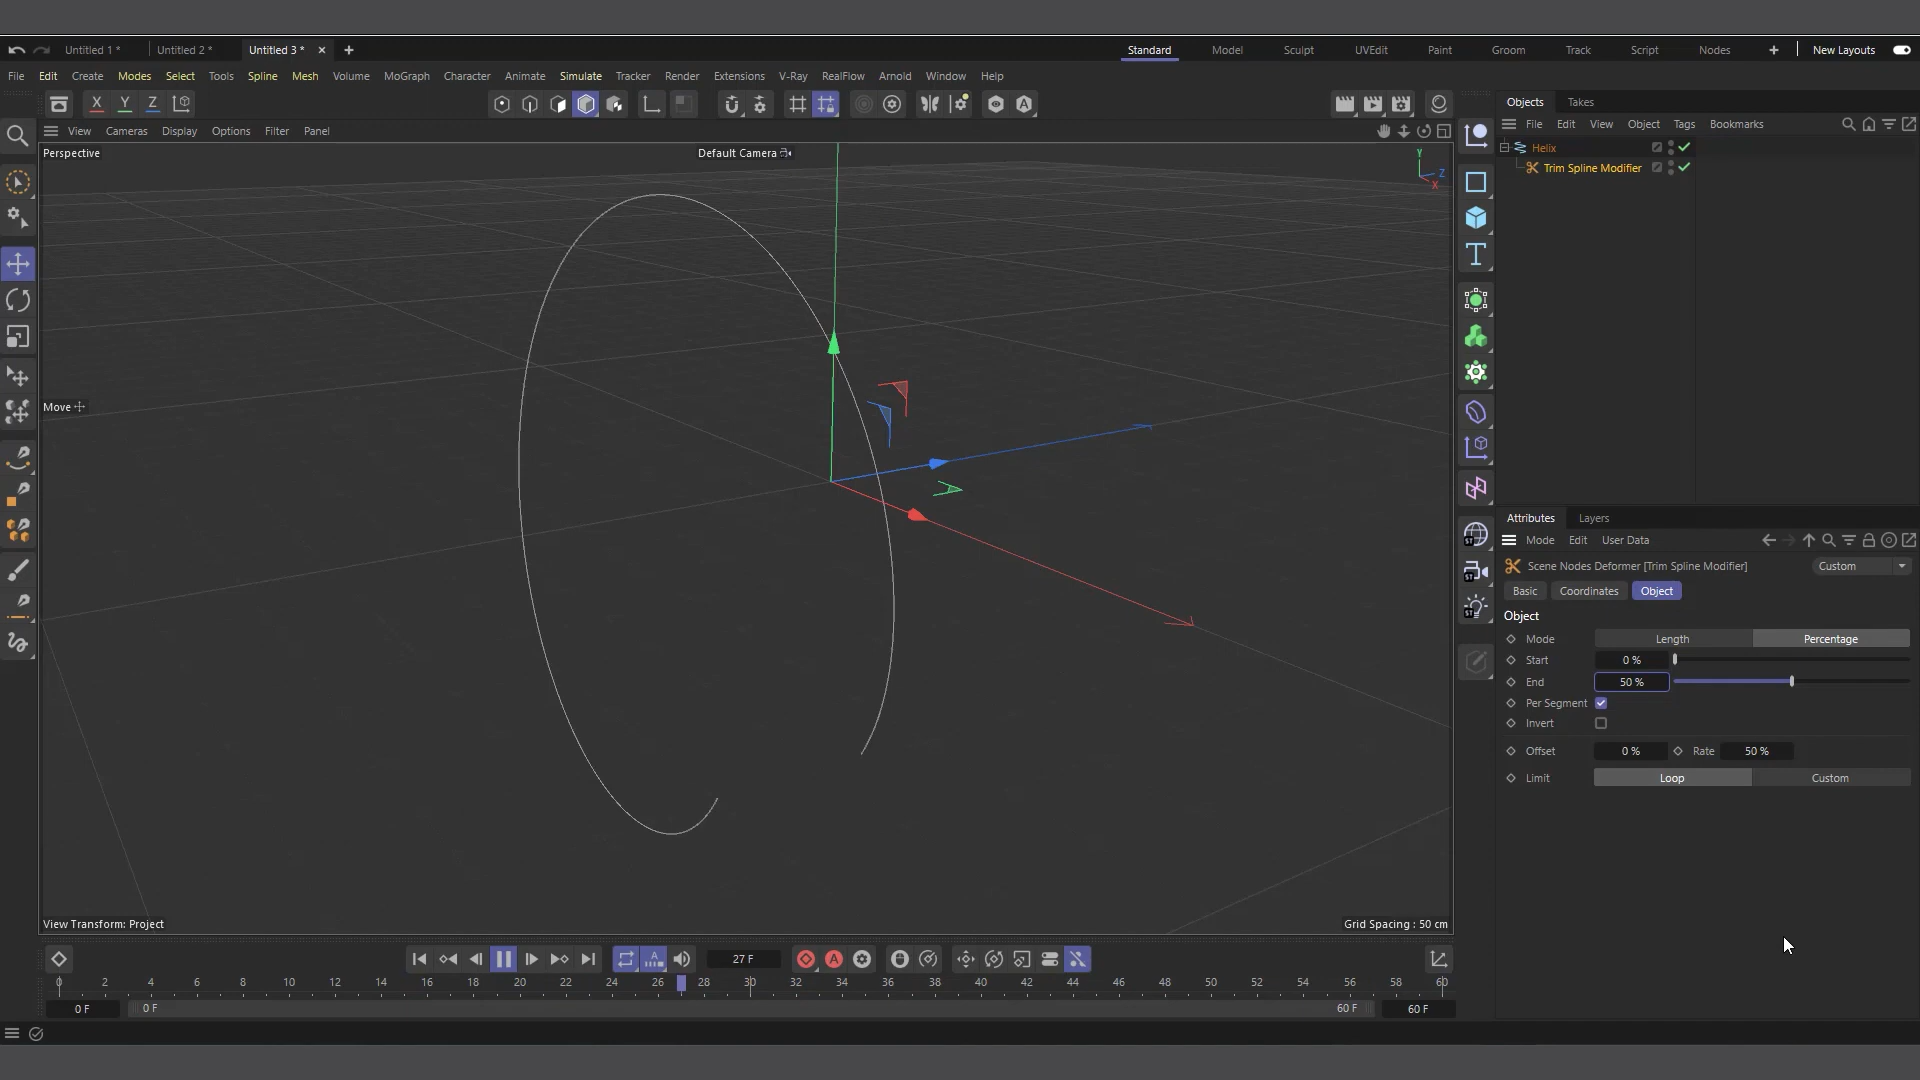 Untitled 1 * Untitled 2 * Untitled 3 * Standard Model Sculpt UVEdit Paint Groom Track Script Nodes New Layouts
File Edit Create Modes Select Tools Spline Mesh Volume MoGraph Character Animate Simulate Tracker Render Extensions V-Ray RealFlow Arnold Window Help
X Y Z
Objects Takes
View Cameras Display Options Filter Panel
File Edit View Object Tags Bookmarks
Perspective
Default Camera
Y
Z
X
Helix
Trim Spline Modifier
Move
Attributes Layers
Mode Edit User Data
Scene Nodes Deformer [Trim Spline Modifier] Custom
Basic Coordinates Object
Object
Mode Length Percentage
Start 0 %
End 50 %
Per Segment
Invert
Offset 0 % Rate 50 %
Limit Loop Custom
View Transform: Project
Grid Spacing : 50 cm
27 F
0 2 4 6 8 10 12 14 16 18 20 22 24 26 28 30 32 34 36 38 40 42 44 46 48 50 52 54 56 58 60
0 F 0 F 60 F 60 F